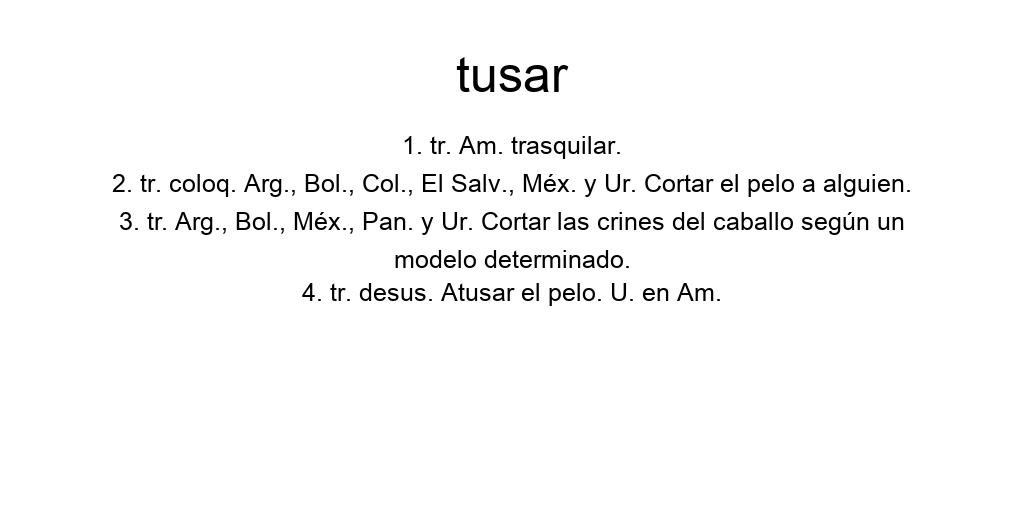 tusar
1. tr. Am. trasquilar.
2. tr. coloq. Arg., Bol., Col., El Salv., Méx. y Ur. Cortar el pelo a alguien.
3. tr. Arg., Bol., Méx., Pan. y Ur. Cortar las crines del caballo según un
modelo determinado.
4. tr. desus. Atusar el pelo. U. en Am.